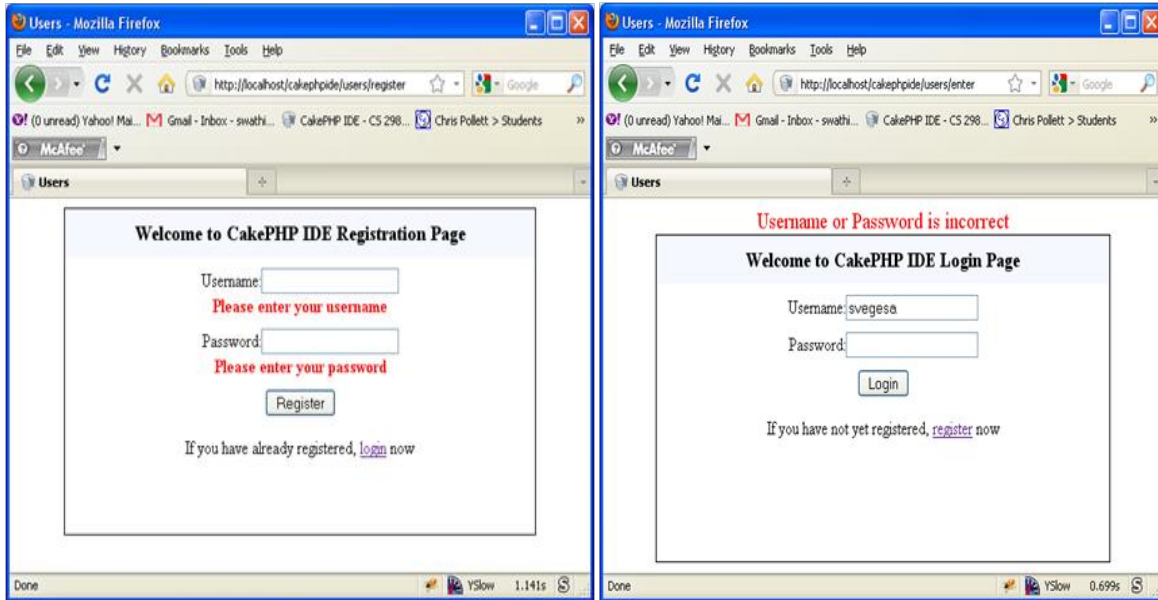 Users - Mozilla Firefox
File Edit View History Bookmarks Tools Help
http://localhost/cakephpide/users/register
Google
(0 unread) Yahoo! Mai... Gmail - Inbox - swathi... CakePHP IDE - CS 298... Chris Pollett > Students »
McAfee
Users
Welcome to CakePHP IDE Registration Page
Username:
Please enter your username
Password:
Please enter your password
Register
If you have already registered, login now
Done YSlow 1.141s
Users - Mozilla Firefox
File Edit View History Bookmarks Tools Help
http://localhost/cakephpide/users/enter
Google
(0 unread) Yahoo! Mai... Gmail - Inbox - swathi... CakePHP IDE - CS 298... Chris Pollett > Students »
McAfee
Users
Username or Password is incorrect
Welcome to CakePHP IDE Login Page
Username: svegesa
Password:
Login
If you have not yet registered, register now
Done YSlow 0.699s